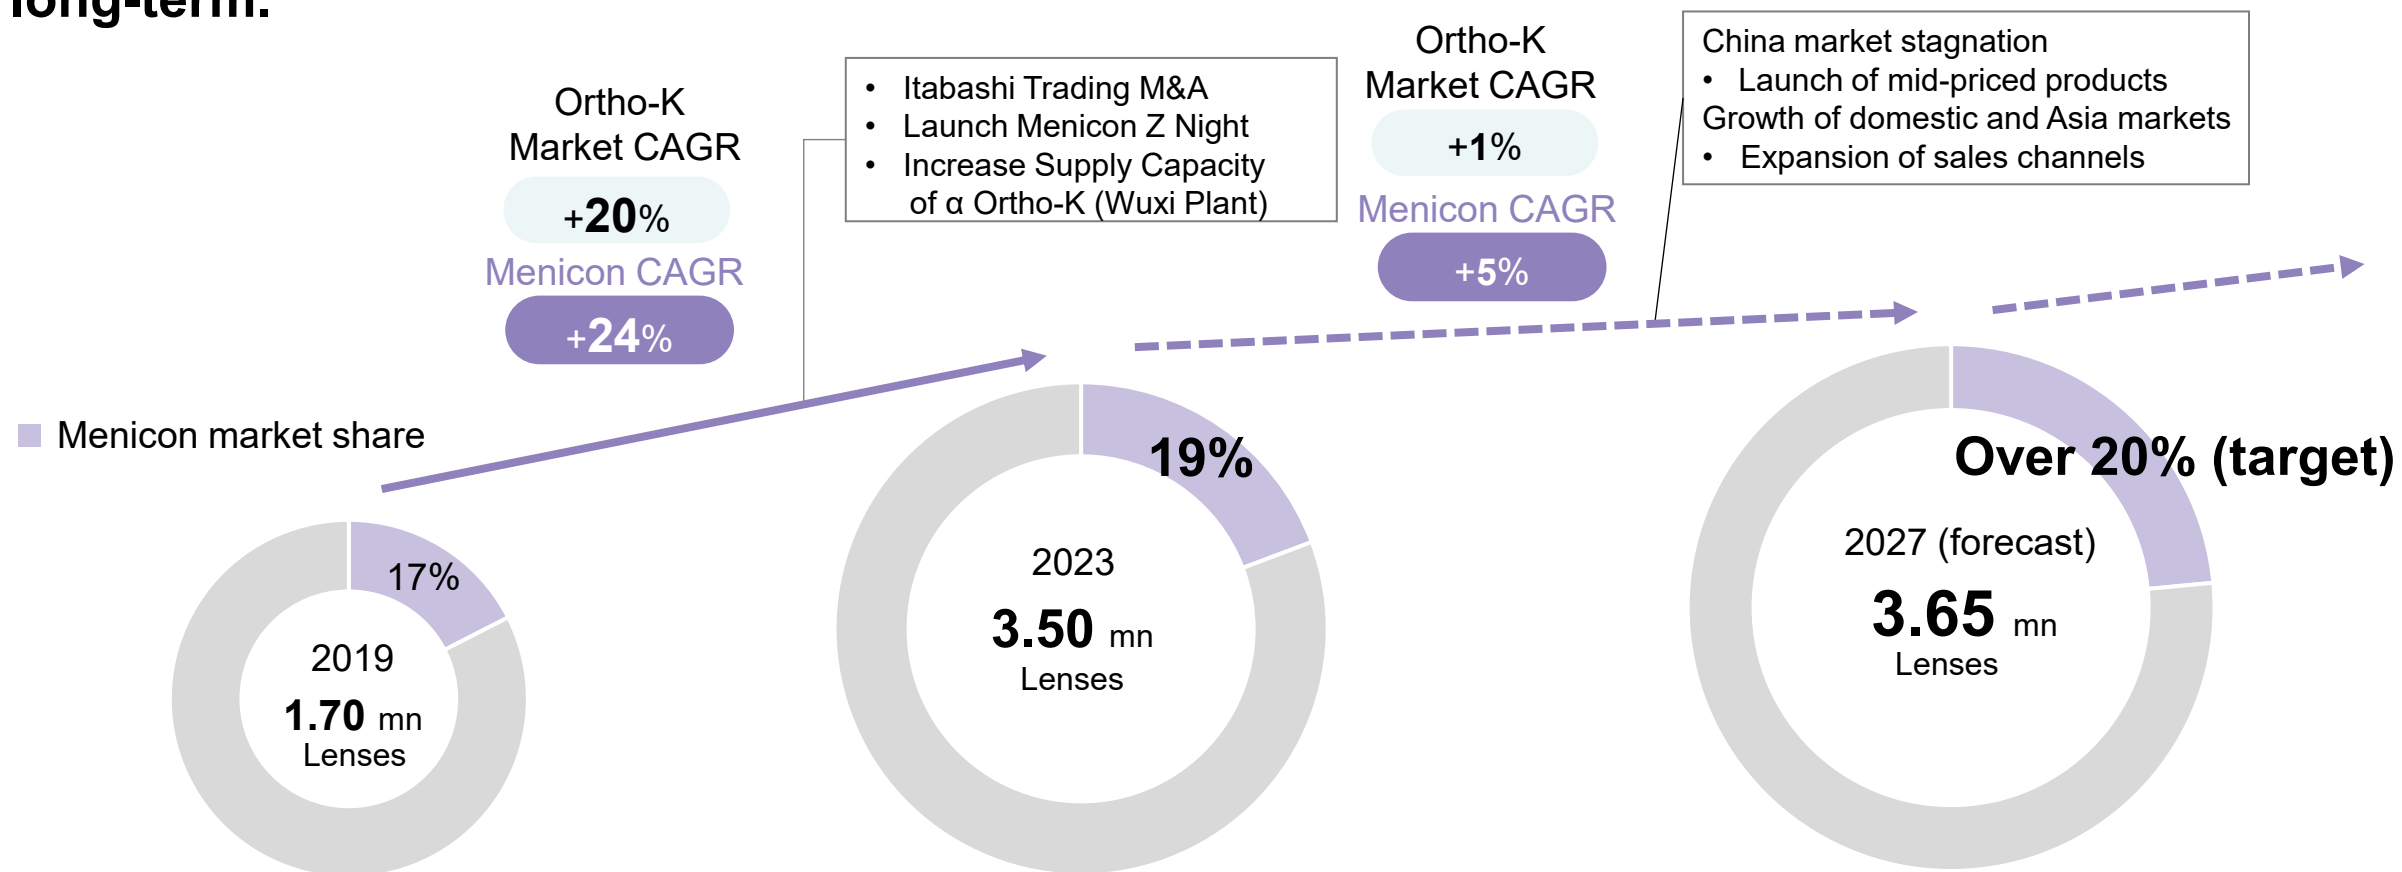 long-term.
Ortho-K
Market CAGR
+20%
Menicon CAGR
+24%
• Itabashi Trading M&A
• Launch Menicon Z Night
• Increase Supply Capacity
of α Ortho-K (Wuxi Plant)
Ortho-K
Market CAGR
+1%
Menicon CAGR
+5%
China market stagnation
• Launch of mid-priced products
Growth of domestic and Asia markets
• Expansion of sales channels
Menicon market share
17%
2019
1.70 mn
Lenses
19%
2023
3.50 mn
Lenses
Over 20% (target)
2027 (forecast)
3.65 mn
Lenses